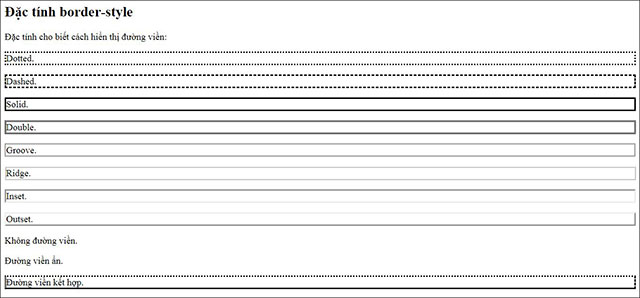 Đặc tính border-style
Đặc tính cho biết cách hiển thị đường viền:
Dotted.
Dashed.
Solid.
Double.
Groove.
Ridge.
Inset.
Outset.
Không đường viền.
Đường viền ẩn.
Đường viền kết hợp.